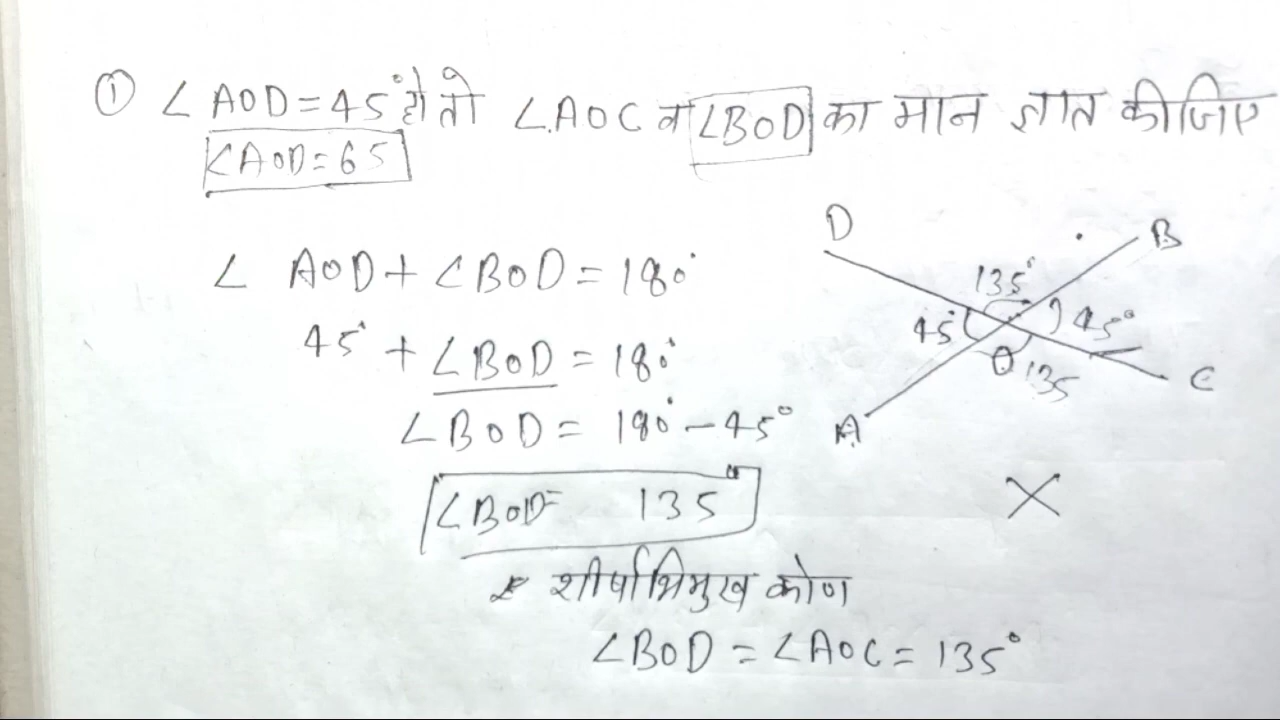 ① ∠AOD=45° हो तो ∠AOC व ∠BOD का मान ज्ञात कीजिए
∠AOD=65
∠AOD+∠BOD=180°
45°+∠BOD=180°
∠BOD=180°-45°
∠BOD=135°
शीर्षाभिमुख कोण
∠BOD=∠AOC=135°
D
B
135°
45°
45°
O
135
C
A